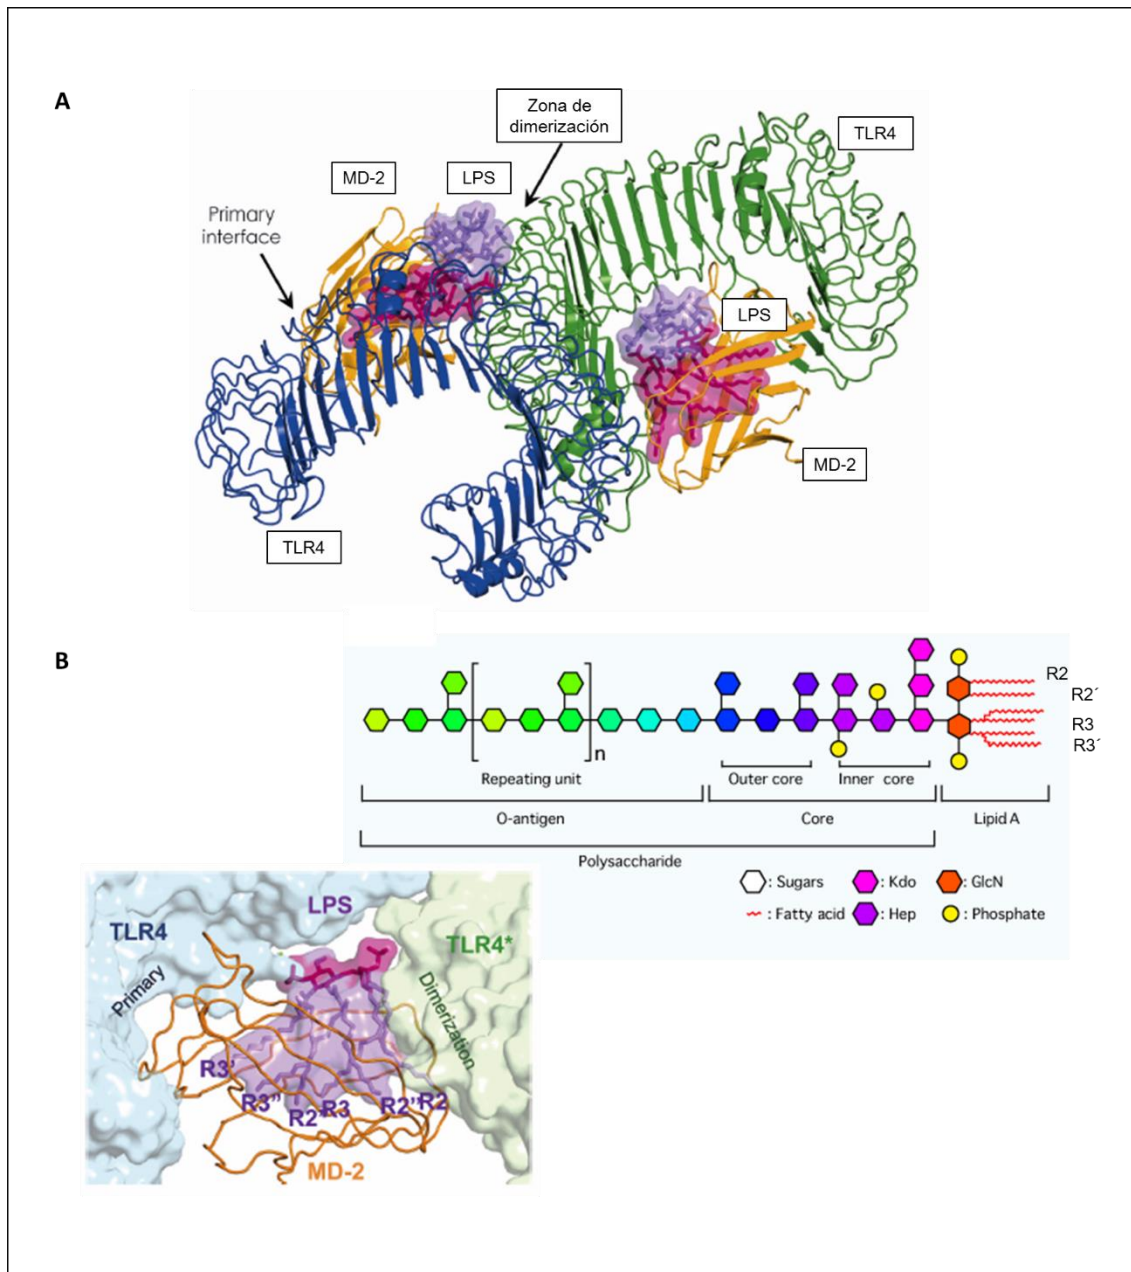 A
Zona de
dimerización
TLR4
MD-2
LPS
Primary
interface
LPS
MD-2
TLR4
B
R2
R2´
R3
R3´
n
Repeating unit
Outer core
Inner core
O-antigen
Core
Lipid A
Polysaccharide
: Sugars
: Kdo
: GlcN
: Fatty acid
: Hep
: Phosphate
LPS
TLR4
TLR4*
Primary
Dimerization
R3'
R3"
R3
R2"
R2
MD-2